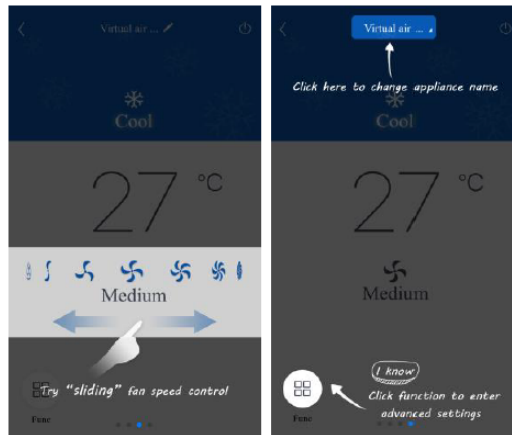 Virtual air ...
Cool
27 °C
Medium
Try "sliding" fan speed control
Func
Virtual air ...
Click here to change appliance name
Cool
27 °C
Medium
I know
Click function to enter
advanced settings
Func